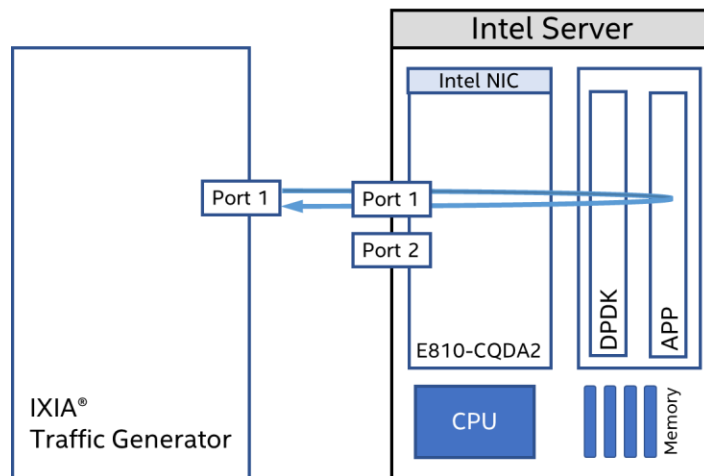 Intel Server
Intel NIC
Port 1
Port 1
Port 2
DPDK
APP
E810-CQDA2
IXIA®
Traffic Generator
CPU
Memory